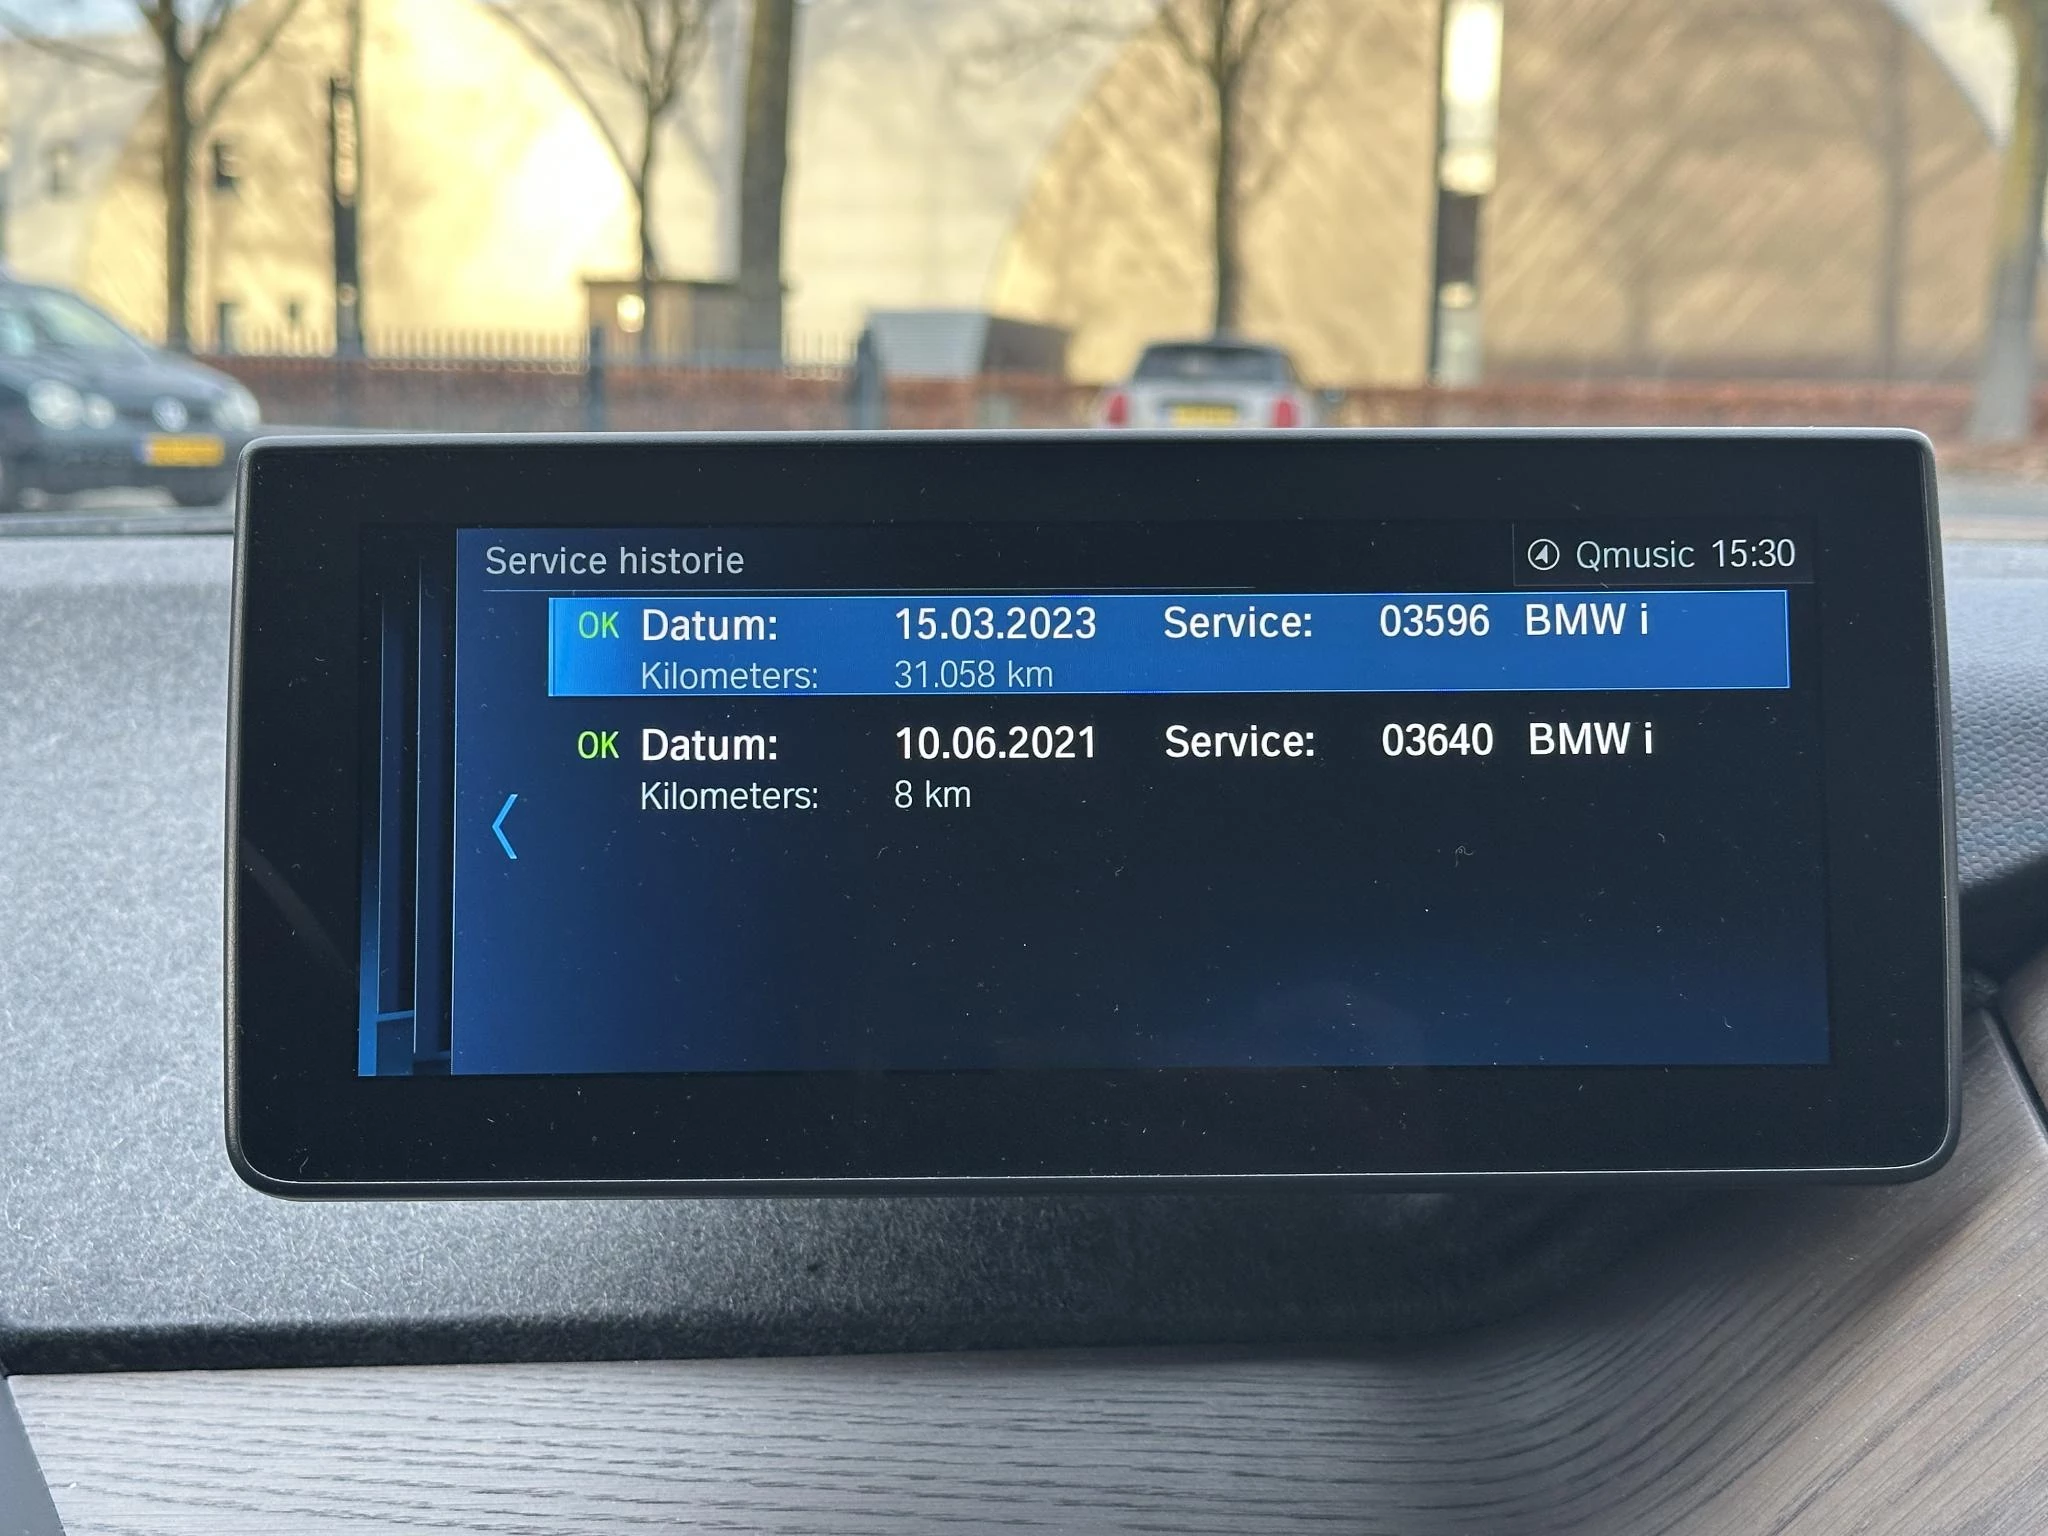 Service historie
Qmusic 15:30
OK Datum: 15.03.2023 Service: 03596 BMW i
Kilometers: 31.058 km
OK Datum: 10.06.2021 Service: 03640 BMW i
Kilometers: 8 km